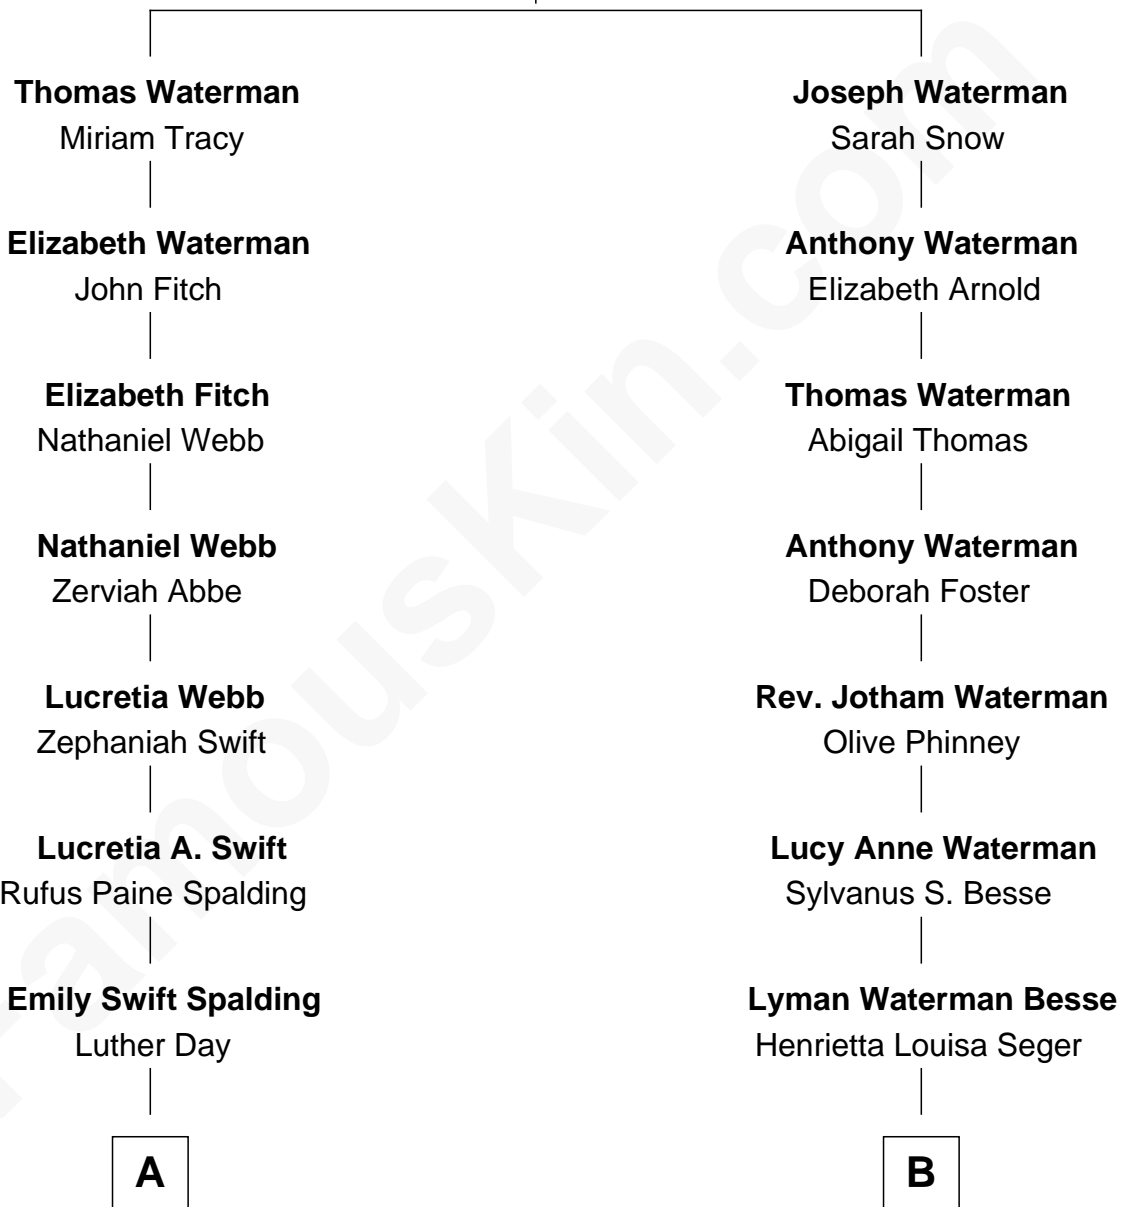 Thomas Waterman
Miriam Tracy
Elizabeth Waterman
John Fitch
Elizabeth Fitch
Nathaniel Webb
Nathaniel Webb
Zerviah Abbe
Lucretia Webb
Zephaniah Swift
Lucretia A. Swift
Rufus Paine Spalding
Emily Swift Spalding
Luther Day
A
Joseph Waterman
Sarah Snow
Anthony Waterman
Elizabeth Arnold
Thomas Waterman
Abigail Thomas
Anthony Waterman
Deborah Foster
Rev. Jotham Waterman
Olive Phinney
Lucy Anne Waterman
Sylvanus S. Besse
Lyman Waterman Besse
Henrietta Louisa Seger
B
FamousKin.com